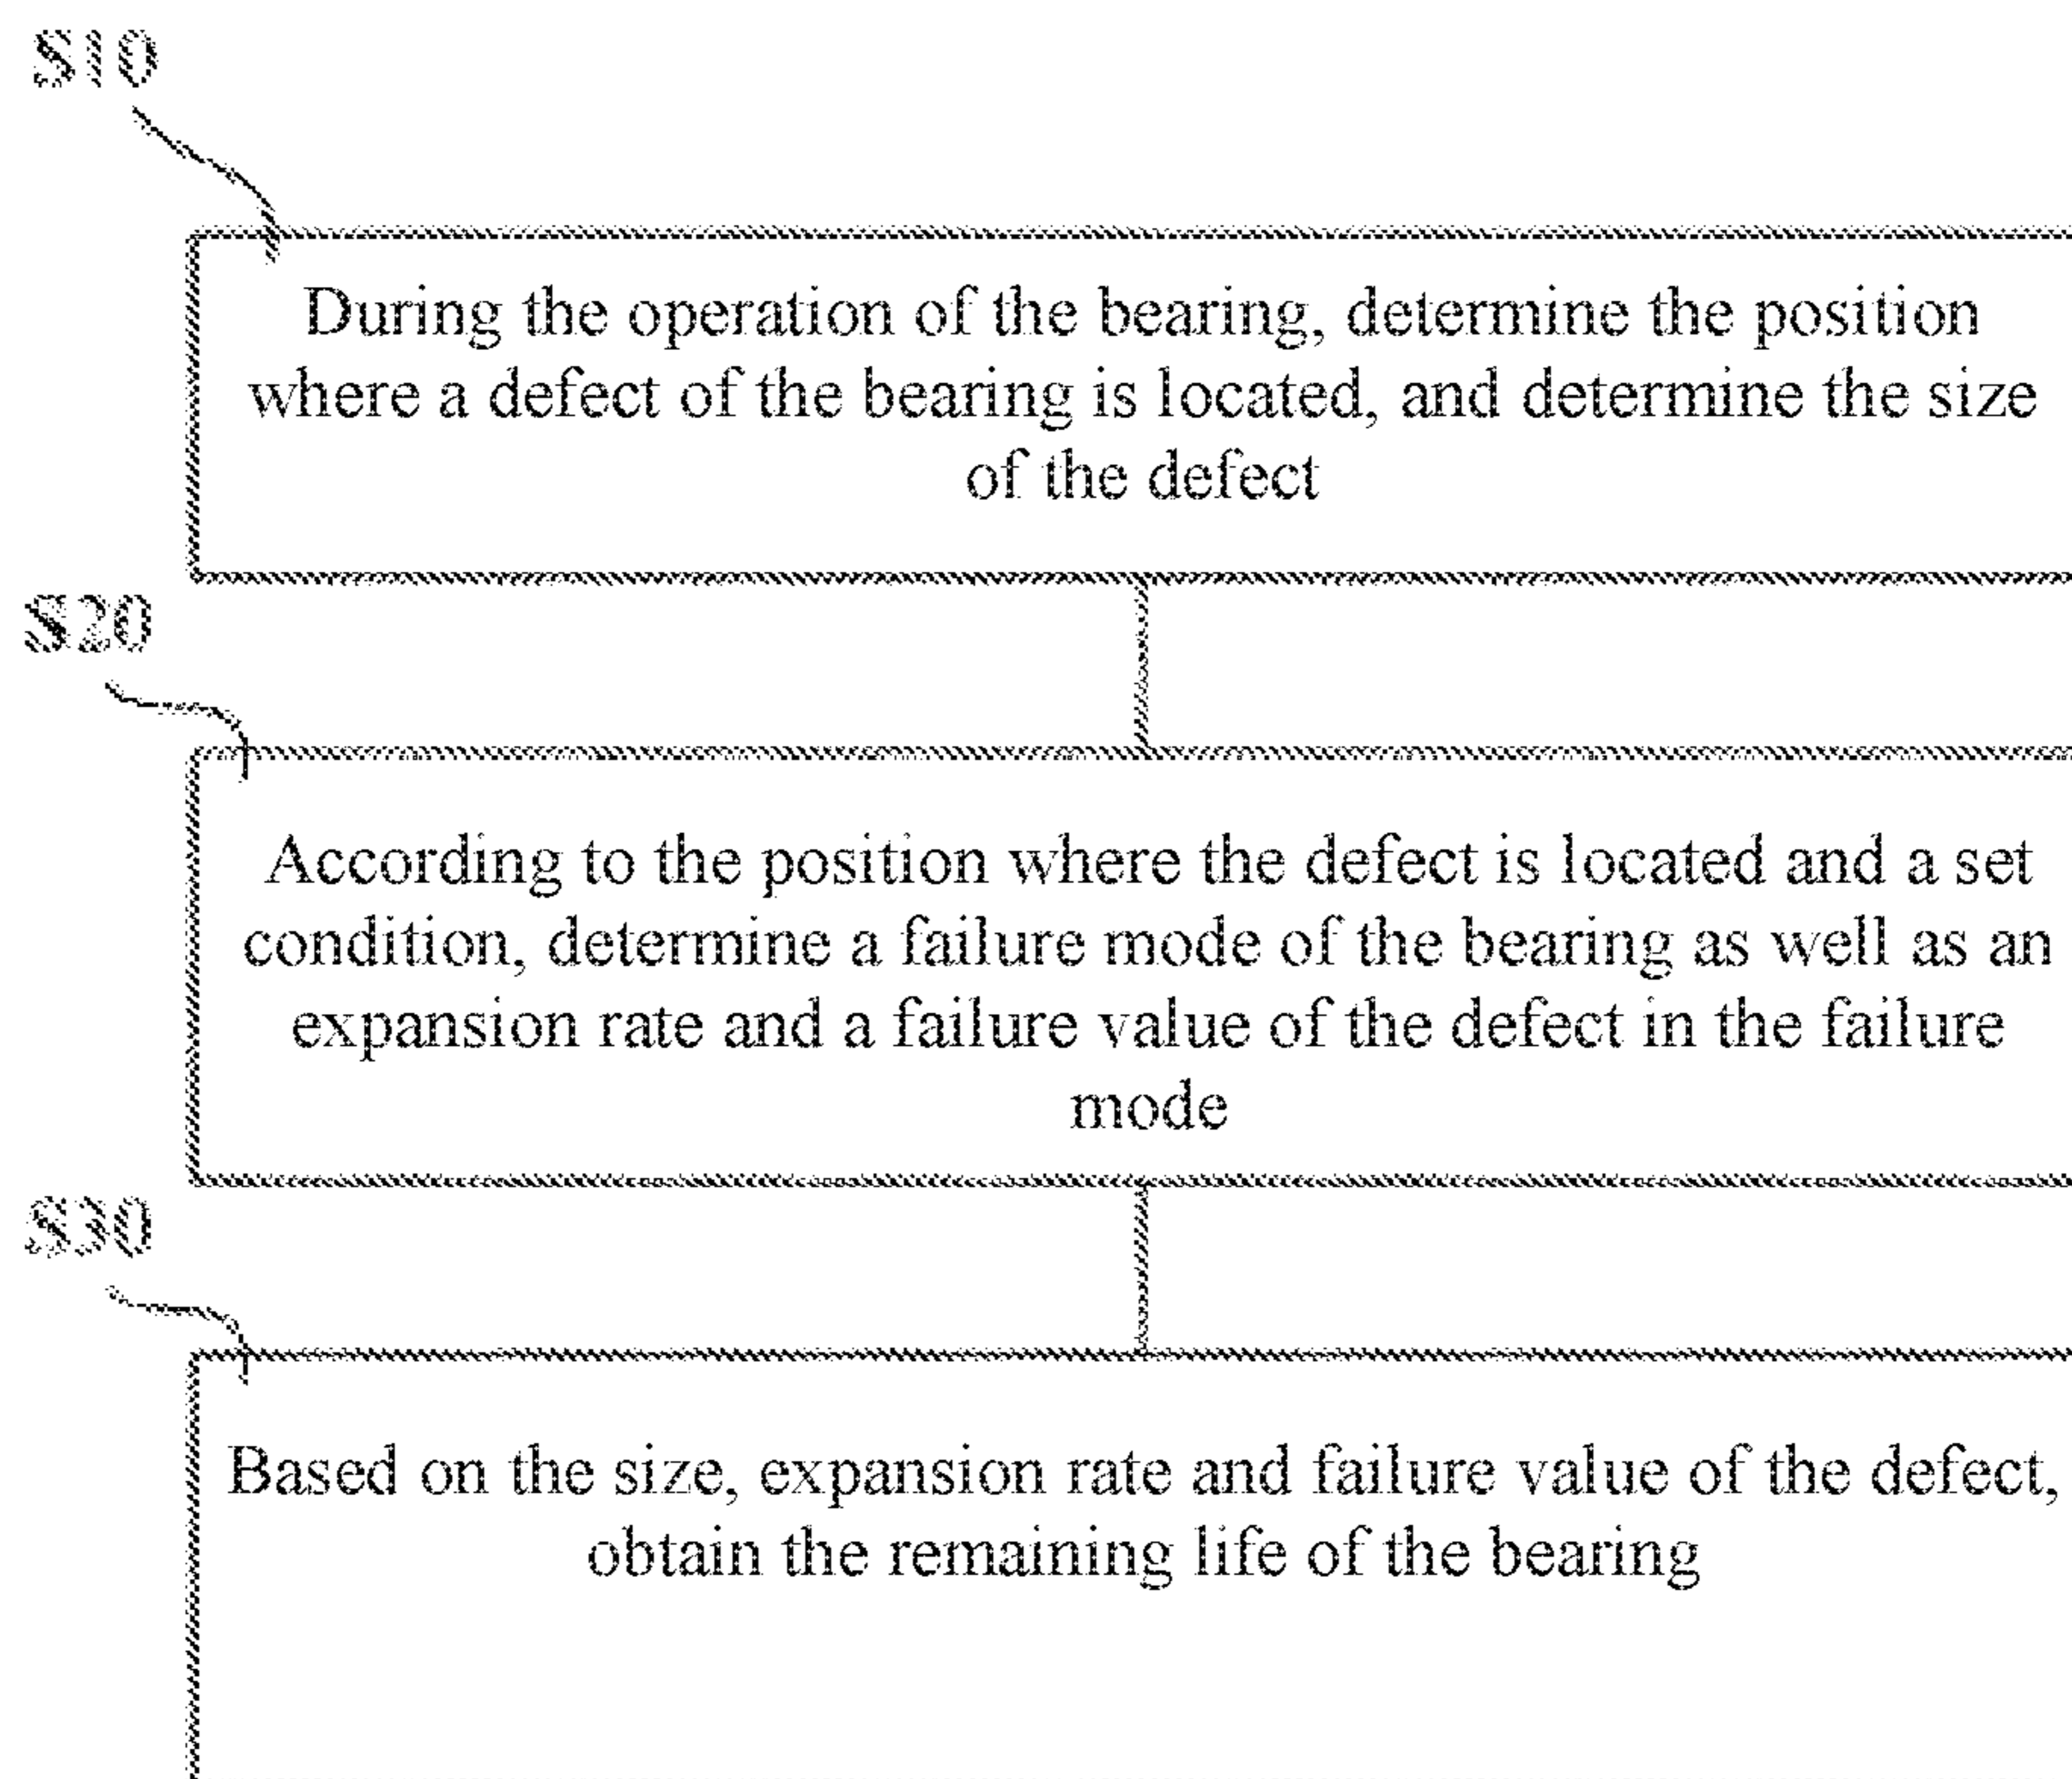 S10
During the operation of the bearing, determine the position
where a defect of the bearing is located, and determine the size
of the defect
S20
According to the position where the defect is located and a set
condition, determine a failure mode of the bearing as well as an
expansion rate and a failure value of the defect in the failure
mode
S30
Based on the size, expansion rate and failure value of the defect,
obtain the remaining life of the bearing